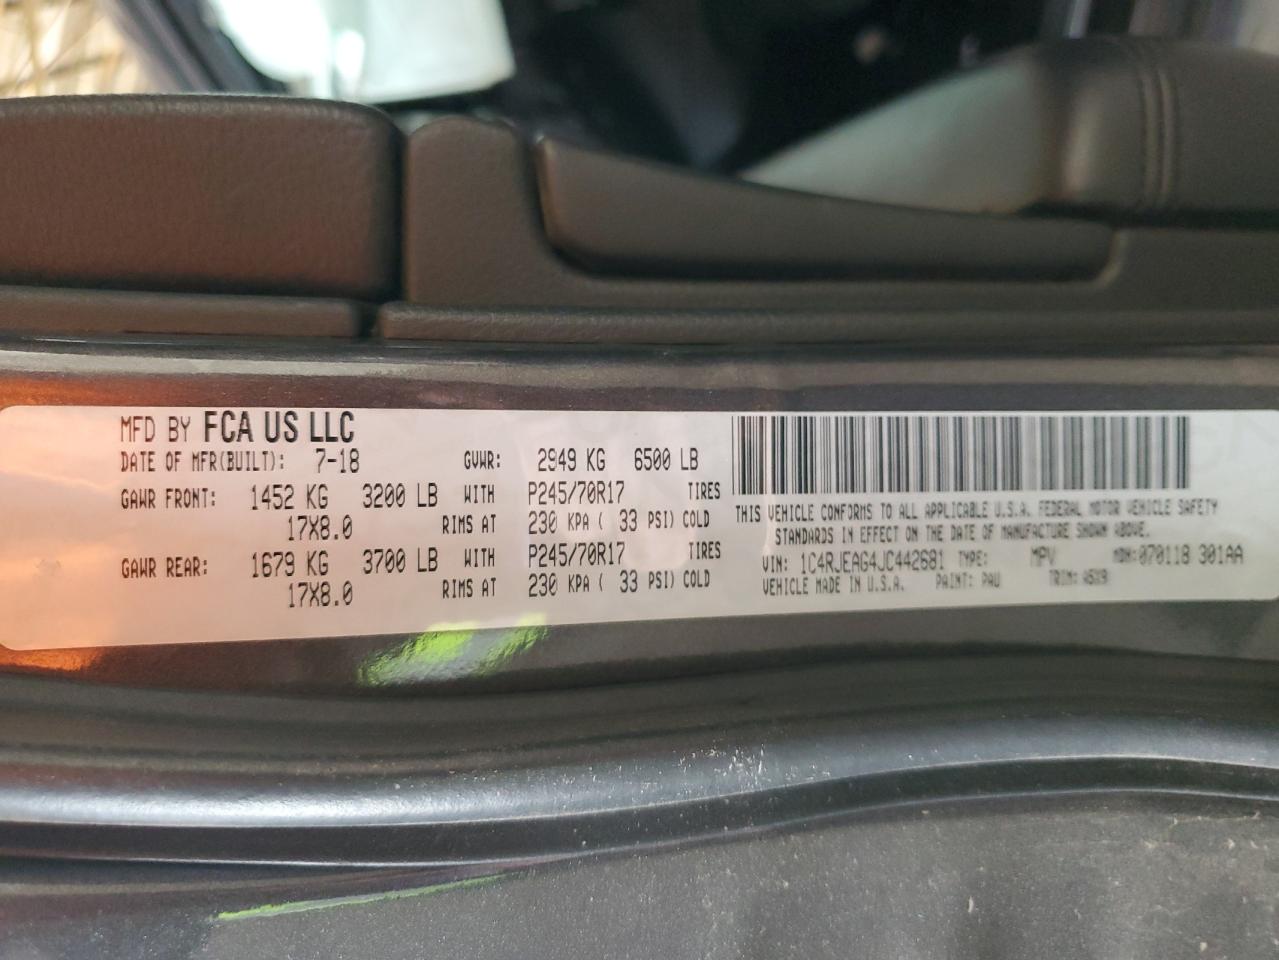 MFD BY FCA US LLC
DATE OF MFR(BUILT): 7-18 GVWR: 2949 KG 6500 LB
GAWR FRONT: 1452 KG 3200 LB WITH P245/70R17 TIRES
17X8.0 RIMS AT 230 KPA ( 33 PSI) COLD
GAWR REAR: 1679 KG 3700 LB WITH P245/70R17 TIRES
17X8.0 RIMS AT 230 KPA ( 33 PSI) COLD
THIS VEHICLE CONFORMS TO ALL APPLICABLE U.S.A. FEDERAL MOTOR VEHICLE SAFETY
STANDARDS IN EFFECT ON THE DATE OF MANUFACTURE SHOWN ABOVE.
VIN: 1C4RJEAG4JC442681 TYPE: MPV MDH: 070118 301AA
VEHICLE MADE IN U.S.A. PAINT: PAU TRIM: A5X9